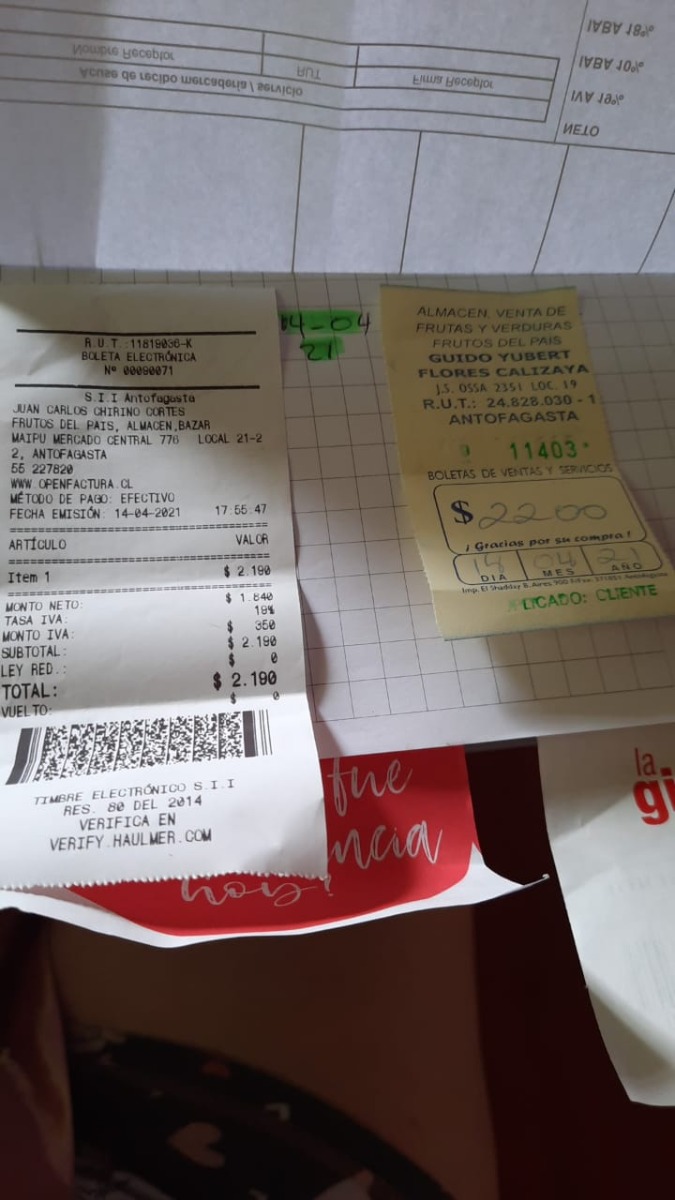 IABA 18%
IABA 10%
IVA 19%
NETO
Nombre Receptor
RUT
Firma Receptor
Acuse de recibo mercadería / servicio
14-04
21
R.U.T.:11819036-K
BOLETA ELECTRÓNICA
Nº 00090071
S.I.I Antofagasta
JUAN CARLOS CHIRINO CORTES
FRUTOS DEL PAIS, ALMACEN,BAZAR
MAIPU MERCADO CENTRAL 776 LOCAL 21-2
2, ANTOFAGASTA
55 227820
WWW.OPENFACTURA.CL
MÉTODO DE PAGO: EFECTIVO
FECHA EMISIÓN: 14-04-2021 17:55:47
ARTÍCULO VALOR
Item 1 $ 2.190
MONTO NETO: $ 1.840
TASA IVA: 19%
MONTO IVA: $ 350
SUBTOTAL: $ 2.190
LEY RED.: $ 0
TOTAL: $ 2.190
VUELTO: $ 0
TIMBRE ELECTRÓNICO S.I.I
RES. 80 DEL 2014
VERIFICA EN
VERIFY.HAULMER.COM
ALMACEN, VENTA DE
FRUTAS Y VERDURAS
FRUTOS DEL PAIS
GUIDO YUBERT
FLORES CALIZAYA
J.S. OSSA 2351 LOC. 19
R.U.T.: 24.828.030 - 1
ANTOFAGASTA
11403
BOLETAS DE VENTAS Y SERVICIOS
$ 2200
¡ Gracias por su compra !
14 04 21
DIA MES AÑO
DUPLICADO: CLIENTE
fue
hoy?
la